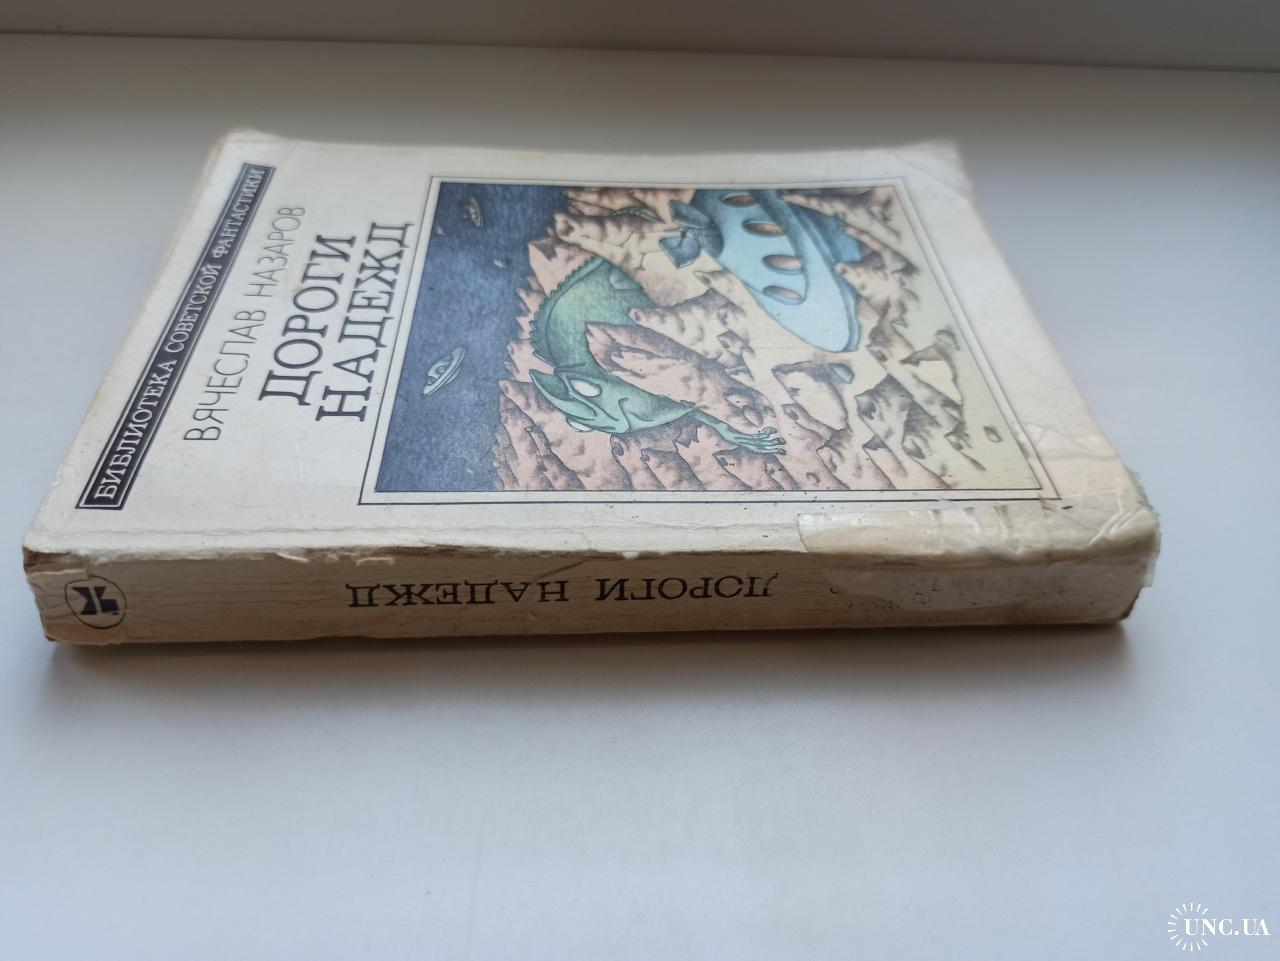 БИБЛИОТЕКА СОВЕТСКОЙ ФАНТАСТИКИ
ВЯЧЕСЛАВ НАЗАРОВ
ДОРОГИ
НАДЕЖД
ДОРОГИ НАДЕЖД
UNC.UA